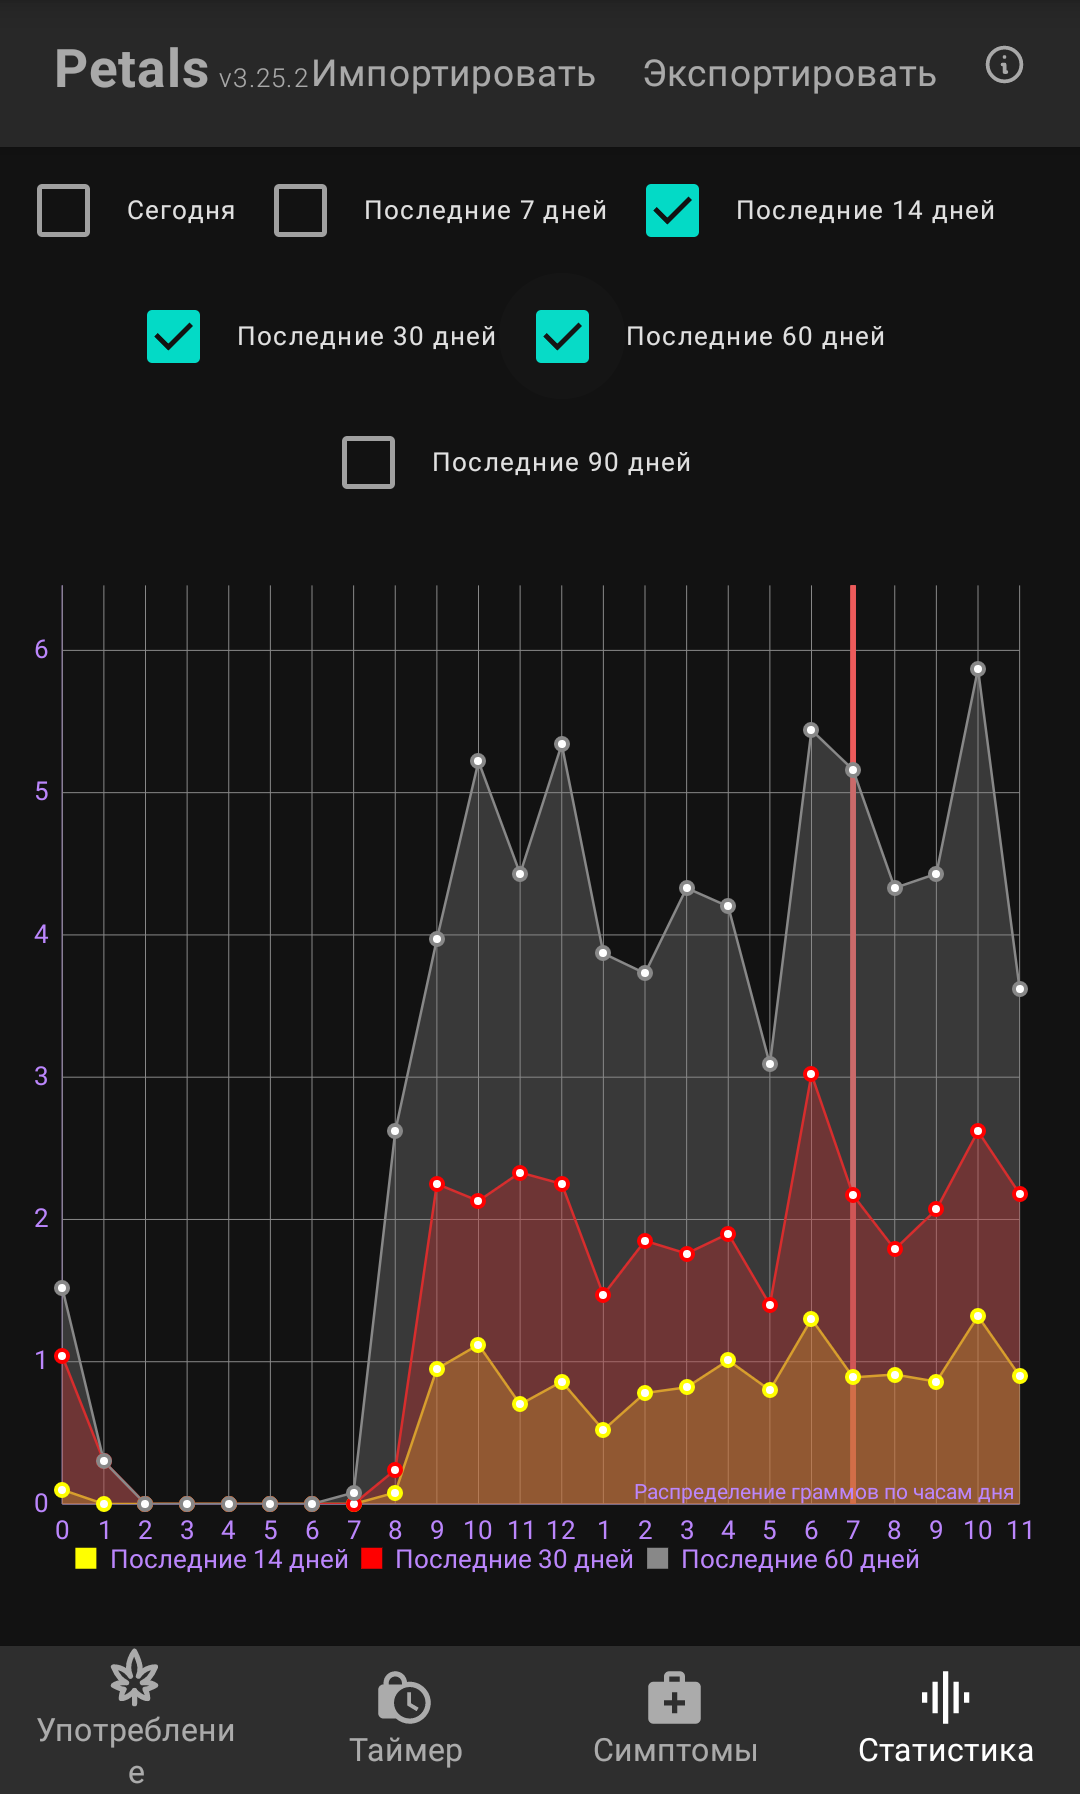 Petals v3.25.2 Импортировать Экспортировать
Сегодня Последние 7 дней Последние 14 дней
Последние 30 дней Последние 60 дней
Последние 90 дней
6
5
4
3
2
1
0
Распределение граммов по часам дня
0 1 2 3 4 5 6 7 8 9 10 11 12 1 2 3 4 5 6 7 8 9 10 11
Последние 14 дней Последние 30 дней Последние 60 дней
Употреблени
е
Таймер Симптомы Статистика